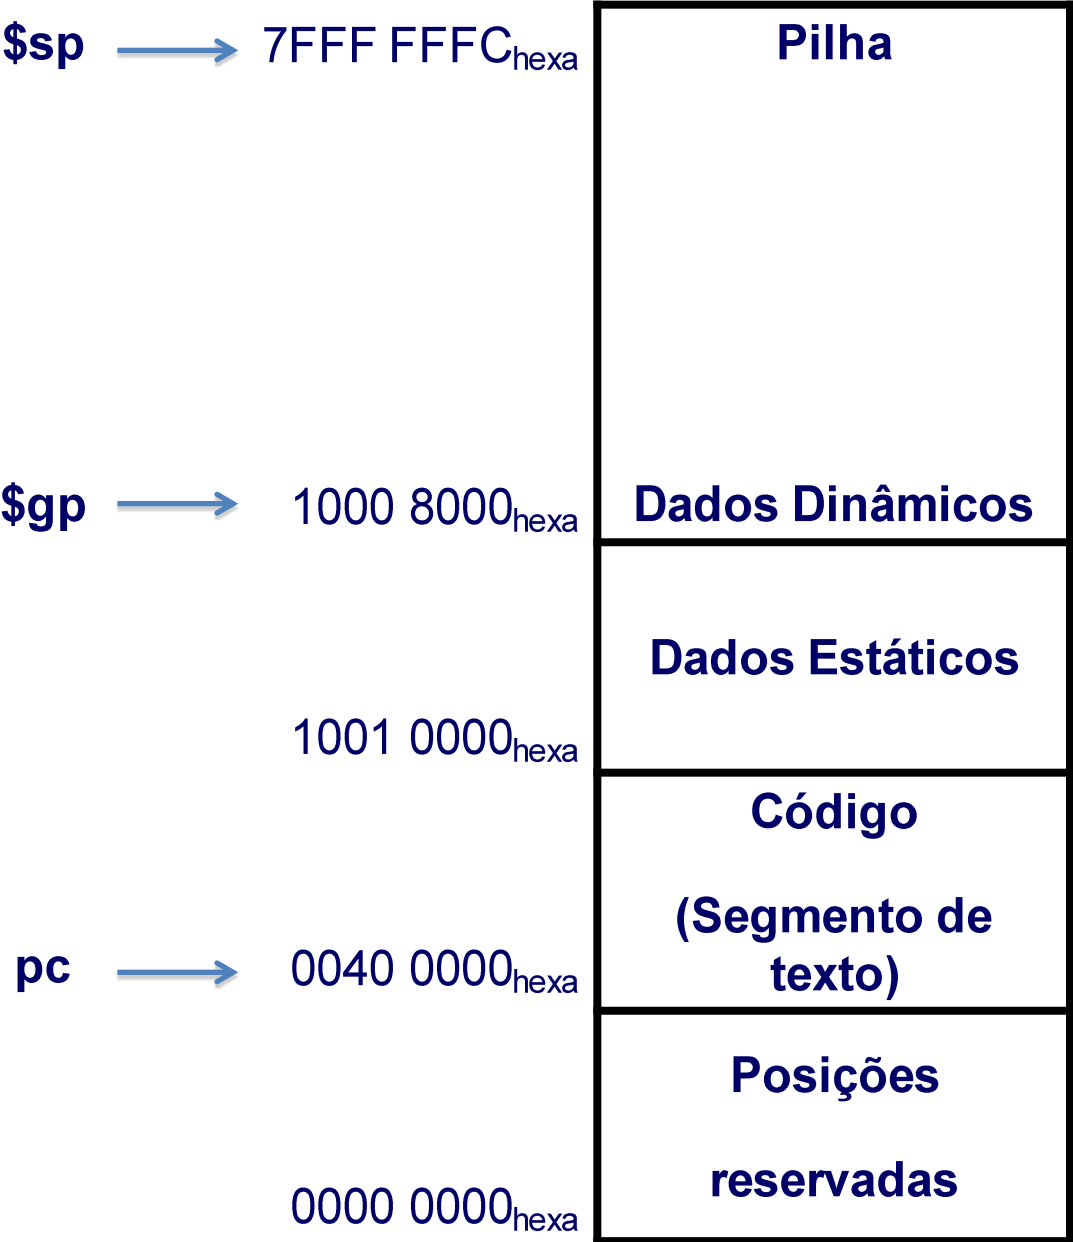 $sp 7FFF FFFChexa Pilha
$gp 1000 8000hexa Dados Dinâmicos
Dados Estáticos
1001 0000hexa
Código
(Segmento de
texto)
pc 0040 0000hexa
Posições
reservadas
0000 0000hexa